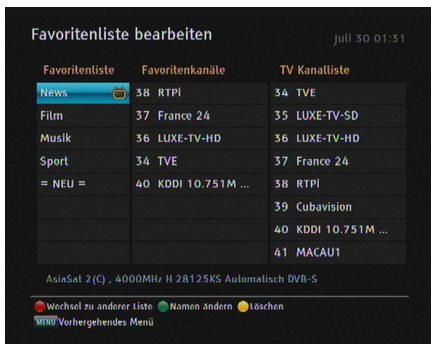 Favoritenliste bearbeiten
Juli 30 01:31
Favoritenliste Favoritenkanäle TV Kanalliste
News 38 RTPi 34 TVE
Film 37 France 24 35 LUXE-TV-SD
Musik 36 LUXE-TV-HD 36 LUXE-TV-HD
Sport 34 TVE 37 France 24
= NEU = 40 KDDI 10.751M ... 38 RTPi
39 Cubavision
40 KDDI 10.751M ...
41 MACAU1
AsiaSat 2(C) , 4000MHz H 28125KS Automatisch DVB-S
Wechsel zu anderer Liste Namen ändern Löschen
MENU Vorhergehendes Menü